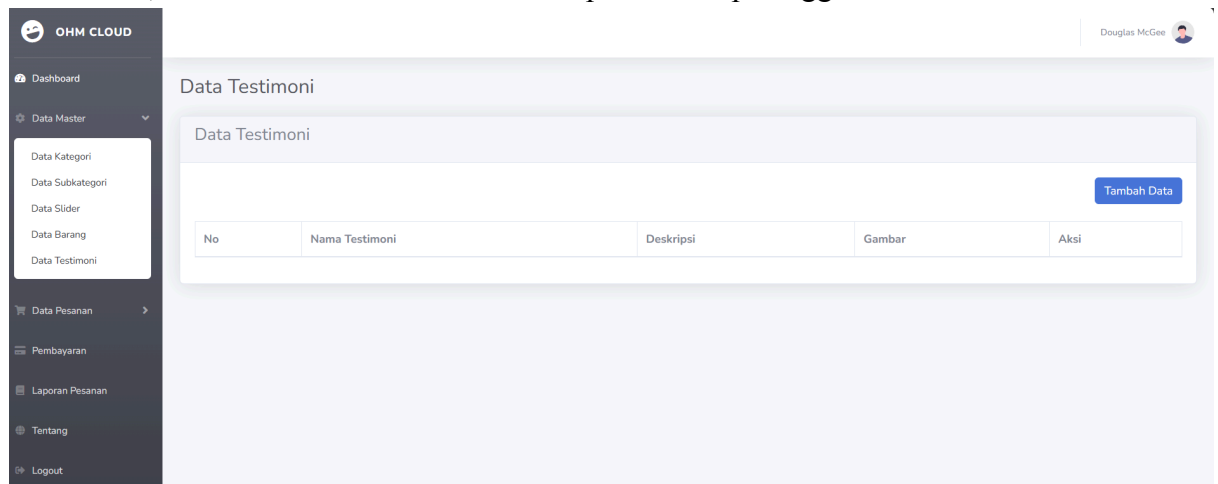 OHM CLOUD
Douglas McGee
Dashboard
Data Master
Data Kategori
Data Subkategori
Data Slider
Data Barang
Data Testimoni
Data Pesanan
Pembayaran
Laporan Pesanan
Tentang
Logout
Data Testimoni
Data Testimoni
Tambah Data
No Nama Testimoni Deskripsi Gambar Aksi